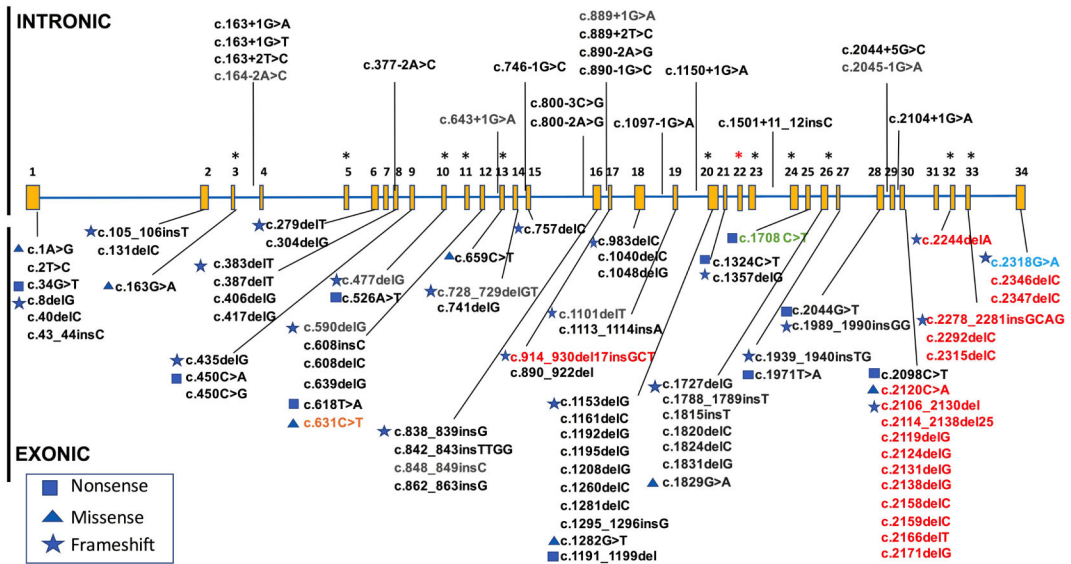 INTRONIC
c.163+1G>A
c.163+1G>T
c.163+2T>C
c.164-2A>C
c.377-2A>C
c.643+1G>A
c.746-1G>C
c.800-3C>G
c.800-2A>G
c.889+1G>A
c.889+2T>C
c.890-2A>G
c.890-1G>C
c.1097-1G>A
c.1150+1G>A
c.1501+11_12insC
c.2044+5G>C
c.2045-1G>A
c.2104+1G>A
* * * * * * * * * * *
1 2 3 4 5 6 7 8 9 10 11 12 13 14 15 16 17 18 19 20 21 22 23 24 25 26 27 28 29 30 31 32 33 34
c.1A>G
c.2T>C
c.34G>T
c.8delG
c.40delC
c.43_44insC
c.105_106insT
c.131delC
c.163G>A
c.279delT
c.304delG
c.383delT
c.387delT
c.406delG
c.417delG
c.435delG
c.450C>A
c.450C>G
c.477delG
c.526A>T
c.590delG
c.608insC
c.608delC
c.639delG
c.618T>A
c.631C>T
c.659C>T
c.728_729delGT
c.741delG
c.757delC
c.838_839insG
c.842_843insTTGG
c.848_849insC
c.862_863insG
c.914_930del17insGCT
c.890_922del
c.983delC
c.1040delC
c.1048delG
c.1101delT
c.1113_1114insA
c.1153delG
c.1161delC
c.1192delG
c.1195delG
c.1208delG
c.1260delC
c.1281delC
c.1295_1296insG
c.1282G>T
c.1191_1199del
c.1324C>T
c.1357delG
c.1708C>T
c.1727delG
c.1788_1789insT
c.1815insT
c.1820delC
c.1824delC
c.1831delG
c.1829G>A
c.1939_1940insTG
c.1971T>A
c.2044G>T
c.1989_1990insGG
c.2098C>T
c.2120C>A
c.2106_2130del
c.2114_2138del25
c.2119delG
c.2124delG
c.2131delG
c.2138delG
c.2158delC
c.2159delC
c.2166delT
c.2171delG
c.2244delA
c.2278_2281insGCAG
c.2292delC
c.2315delC
c.2318G>A
c.2346delC
c.2347delC
EXONIC
Nonsense
Missense
Frameshift